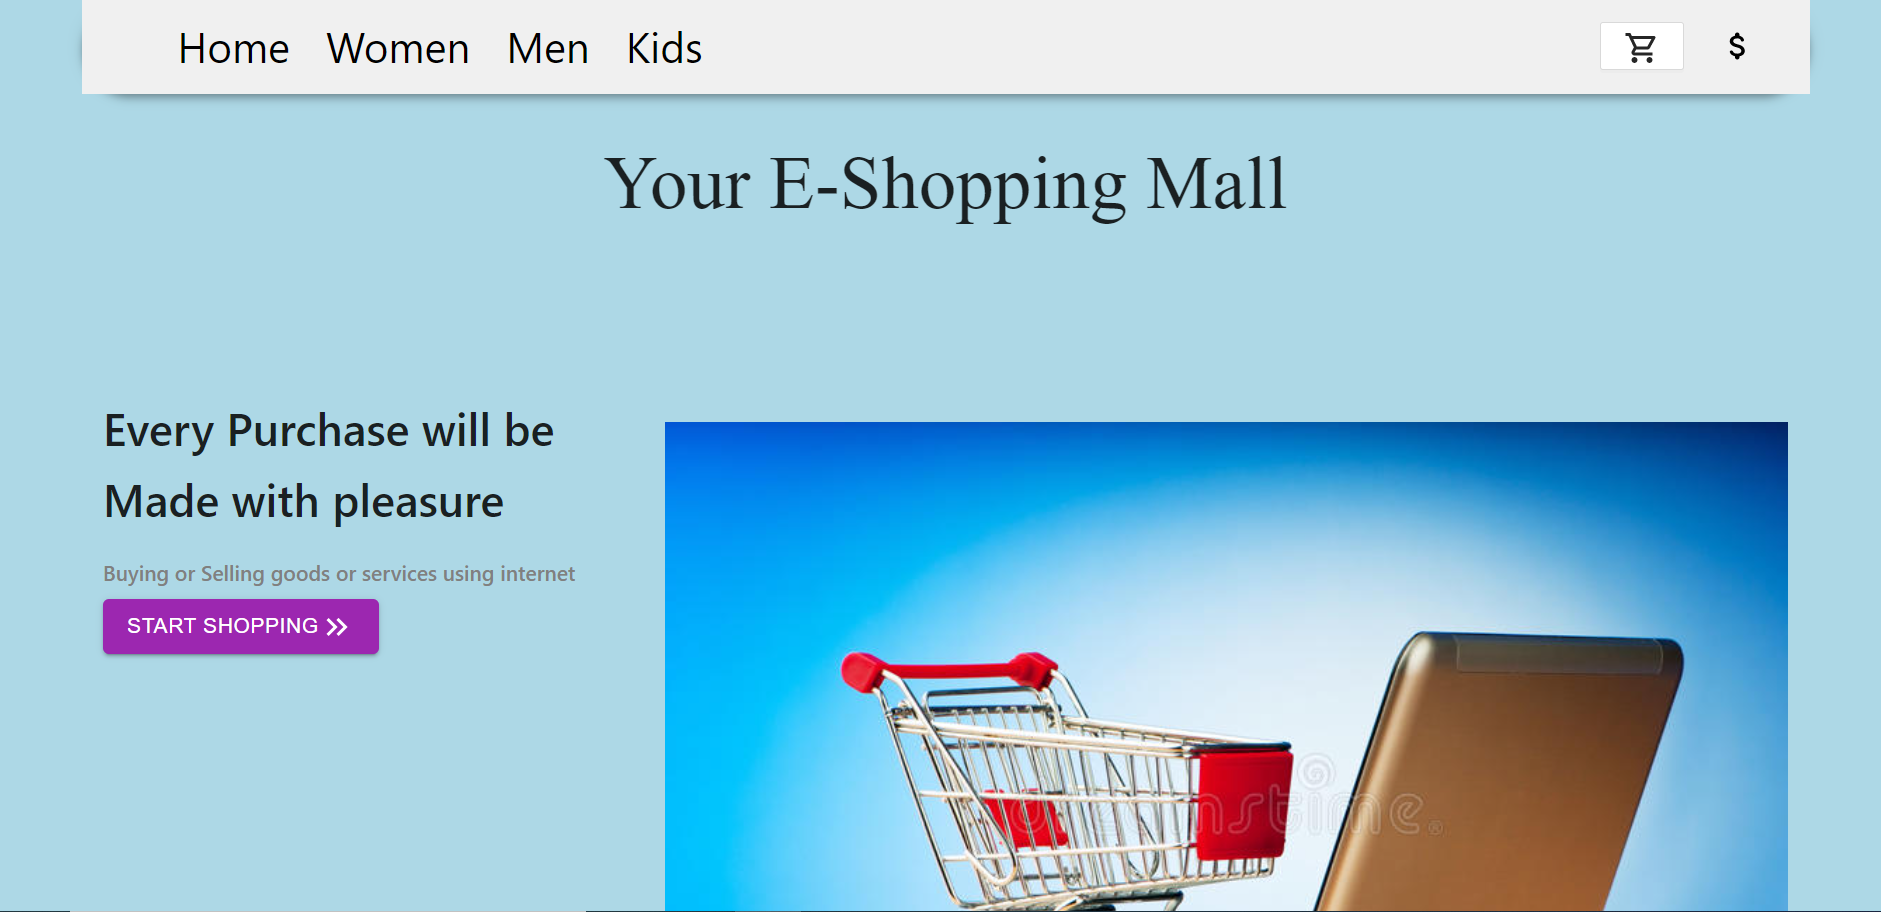 Home Women Men Kids $
Your E-Shopping Mall
Every Purchase will be
Made with pleasure
Buying or Selling goods or services using internet
START SHOPPING
dreamstime.